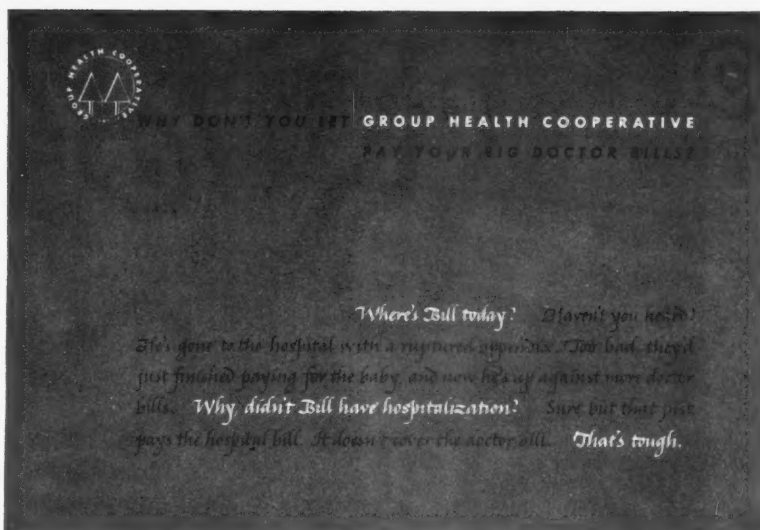 GROUP HEALTH COOPERATIVE
WHY DON'T YOU LET GROUP HEALTH COOPERATIVE
PAY YOUR BIG DOCTOR BILLS?
Where's Bill today? Haven't you heard?
He's gone to the hospital with a ruptured appendix. Too bad, they'd
just finished paying for the baby, and now he's up against more doctor
bills. Why didn't Bill have hospitalization? Sure but that just
pays the hospital bill. It doesn't cover the doctor bill. That's tough.